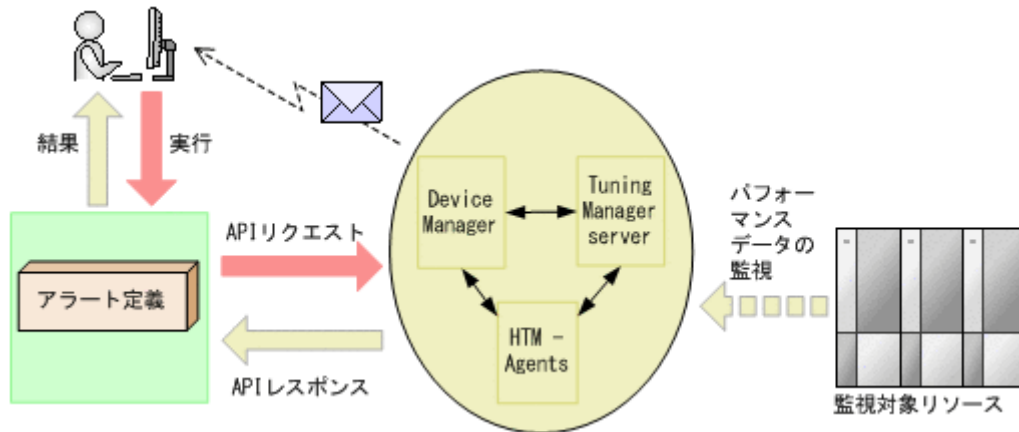 結果
実行
アラート定義
APIリクエスト
APIレスポンス
Device
Manager
Tuning
Manager
server
HTM -
Agents
パフォー
マンス
データの
監視
監視対象リソース